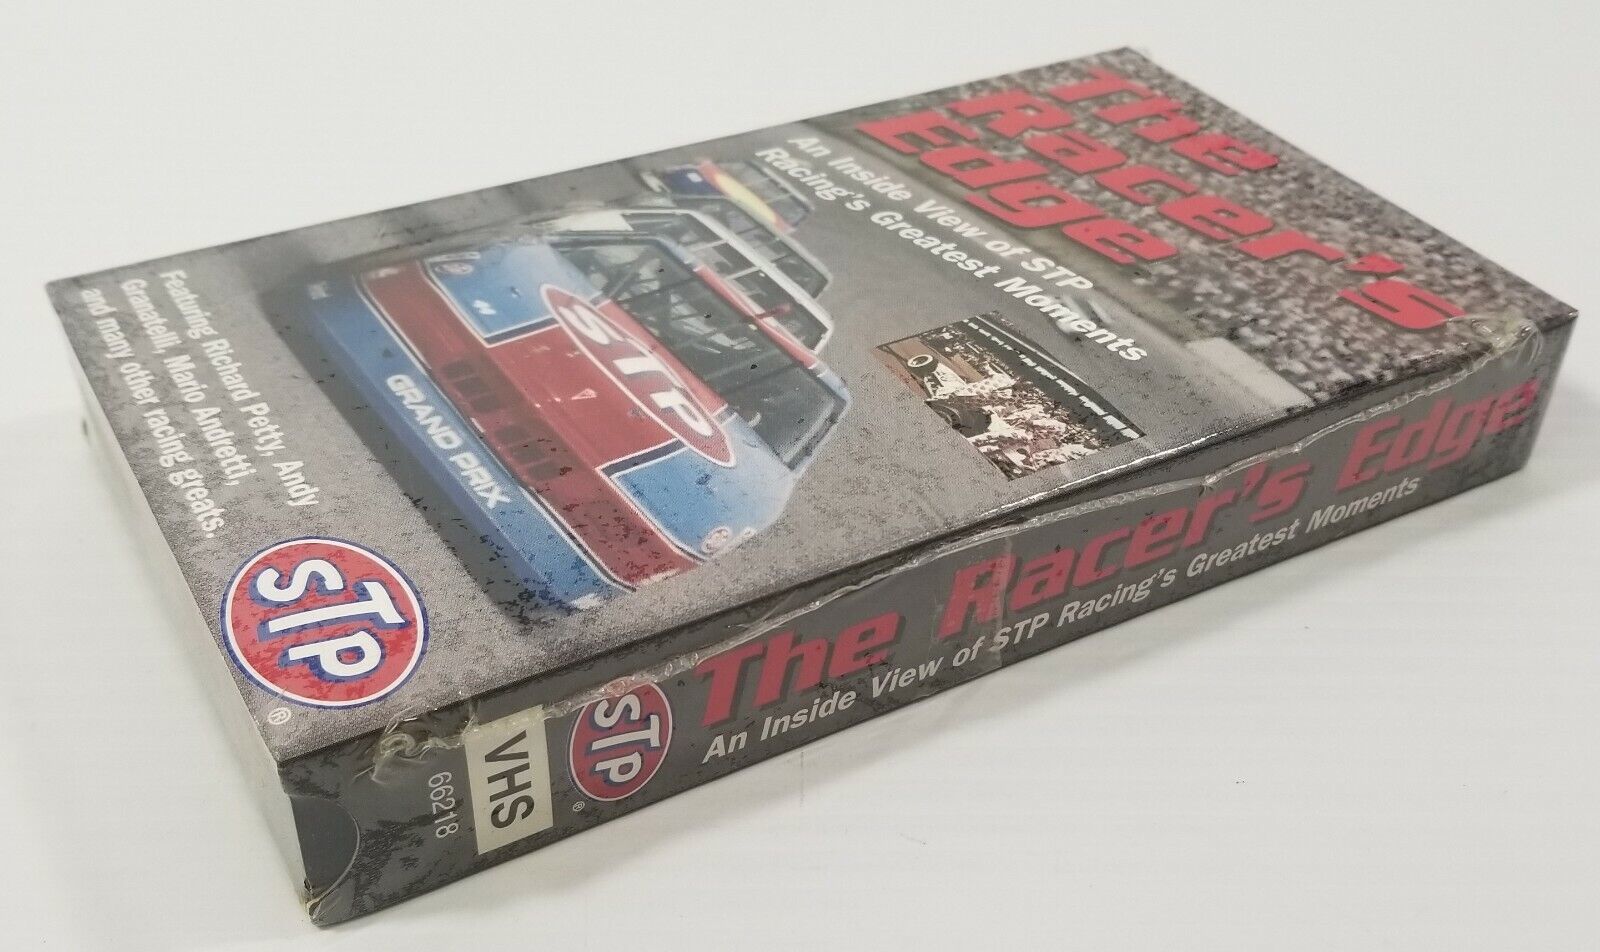 The
Racer's
Edge
An Inside View of STP
Racing's Greatest Moments
STP
GRAND PRIX
44
Featuring Richard Petty, Andy
Granatelli, Mario Andretti,
and many other racing greats.
STP
®
The Racer's Edge
An Inside View of STP Racing's Greatest Moments
STP
®
VHS
66218